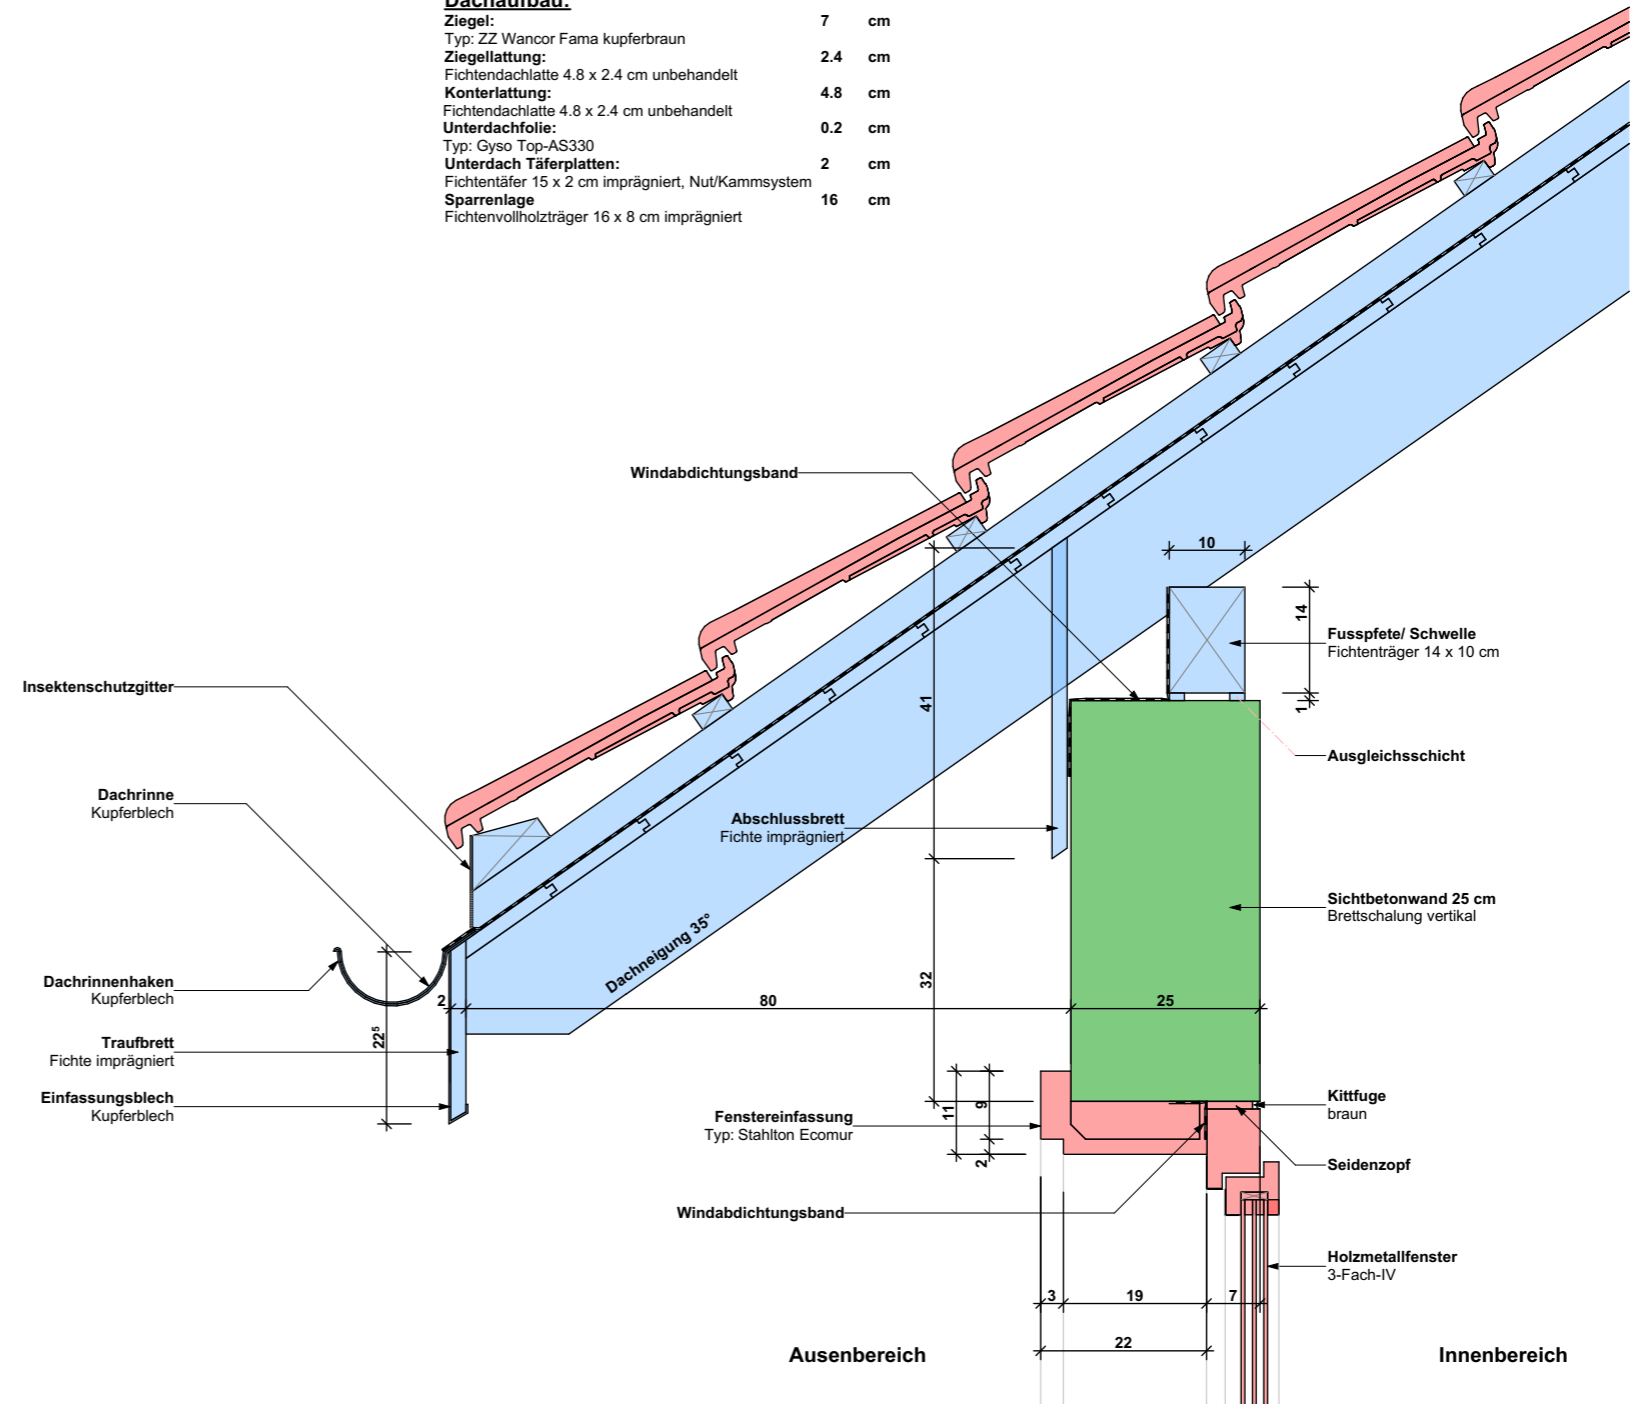 Dachaufbau:
Ziegel: 7 cm
Typ: ZZ Wancor Fama kupferbraun
Ziegellattung: 2.4 cm
Fichtendachlatte 4.8 x 2.4 cm unbehandelt
Konterlattung: 4.8 cm
Fichtendachlatte 4.8 x 2.4 cm unbehandelt
Unterdachfolie: 0.2 cm
Typ: Gyso Top-AS330
Unterdach Täferplatten: 2 cm
Fichtentäfer 15 x 2 cm imprägniert, Nut/Kammsystem
Sparrenlage 16 cm
Fichtenvollholzträger 16 x 8 cm imprägniert
Windabdichtungsband
10
14
Fusspfete/ Schwelle
Fichtenträger 14 x 10 cm
Insektenschutzgitter
41
1
Ausgleichsschicht
Dachrinne
Kupferblech
Abschlussbrett
Fichte imprägniert
Sichtbetonwand 25 cm
Brettschalung vertikal
Dachneigung 35°
Dachrinnenhaken
Kupferblech
32
2
80
25
22⁵
Traufbrett
Fichte imprägniert
Einfassungsblech
Kupferblech
Kittfuge
braun
11
9
Fenstereinfassung
Typ: Stahlton Ecomur
2
Seidenzopf
Windabdichtungsband
Holzmetallfenster
3-Fach-IV
3
19
7
22
Ausenbereich
Innenbereich